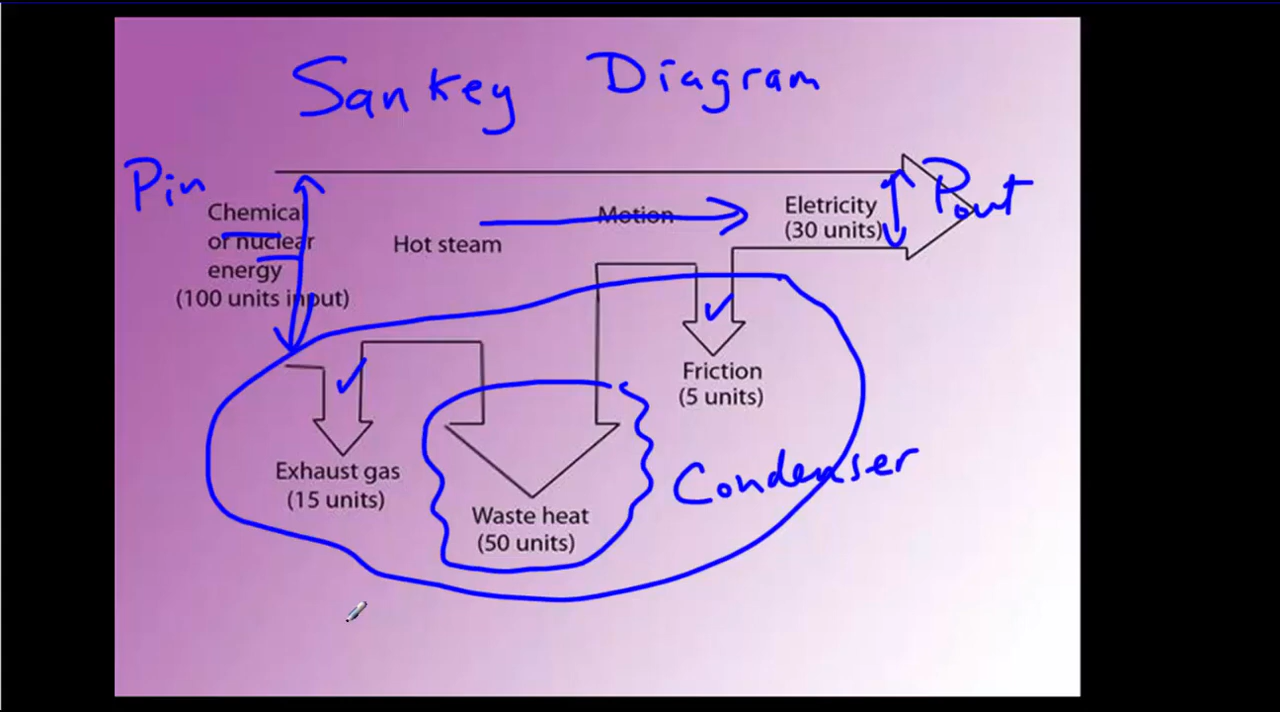 Sankey Diagram
Pin
Pout
Chemical
or nuclear
energy
(100 units input)
Hot steam
Motion
Eletricity
(30 units)
Friction
(5 units)
Exhaust gas
(15 units)
Waste heat
(50 units)
Condenser